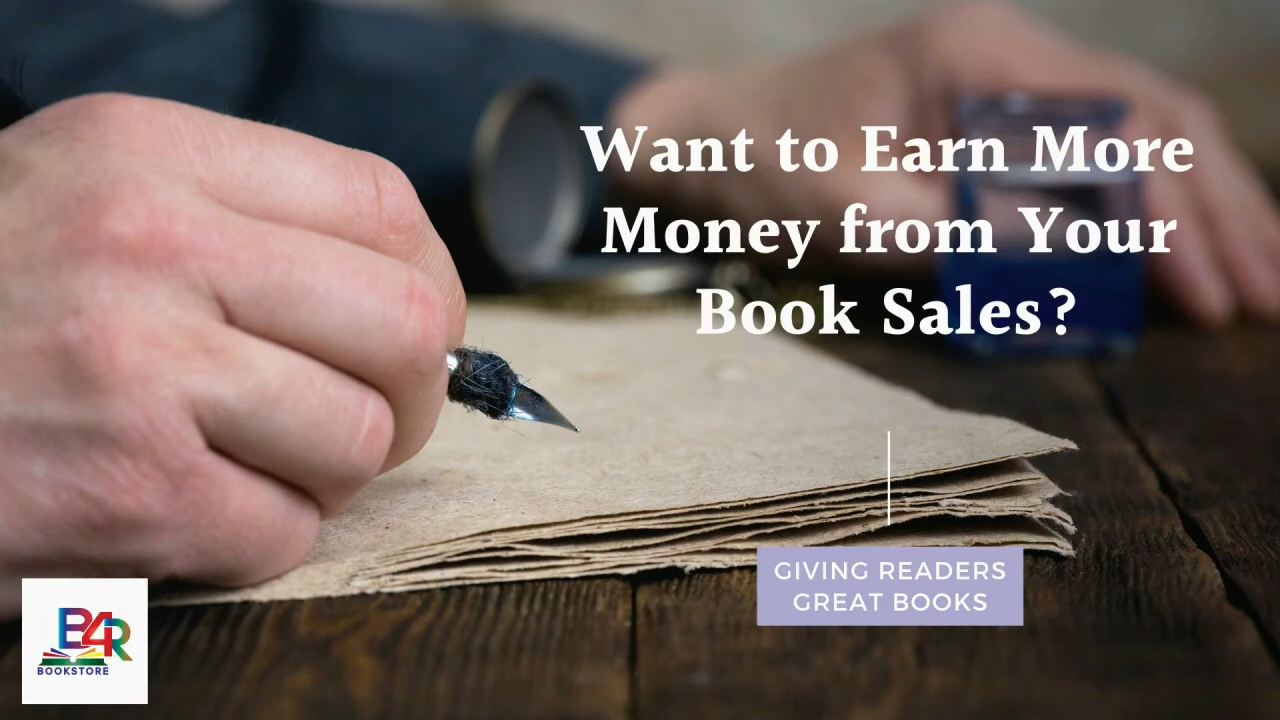 Want to Earn More
Money from Your
Book Sales?
GIVING READERS
GREAT BOOKS
B4R
BOOKSTORE